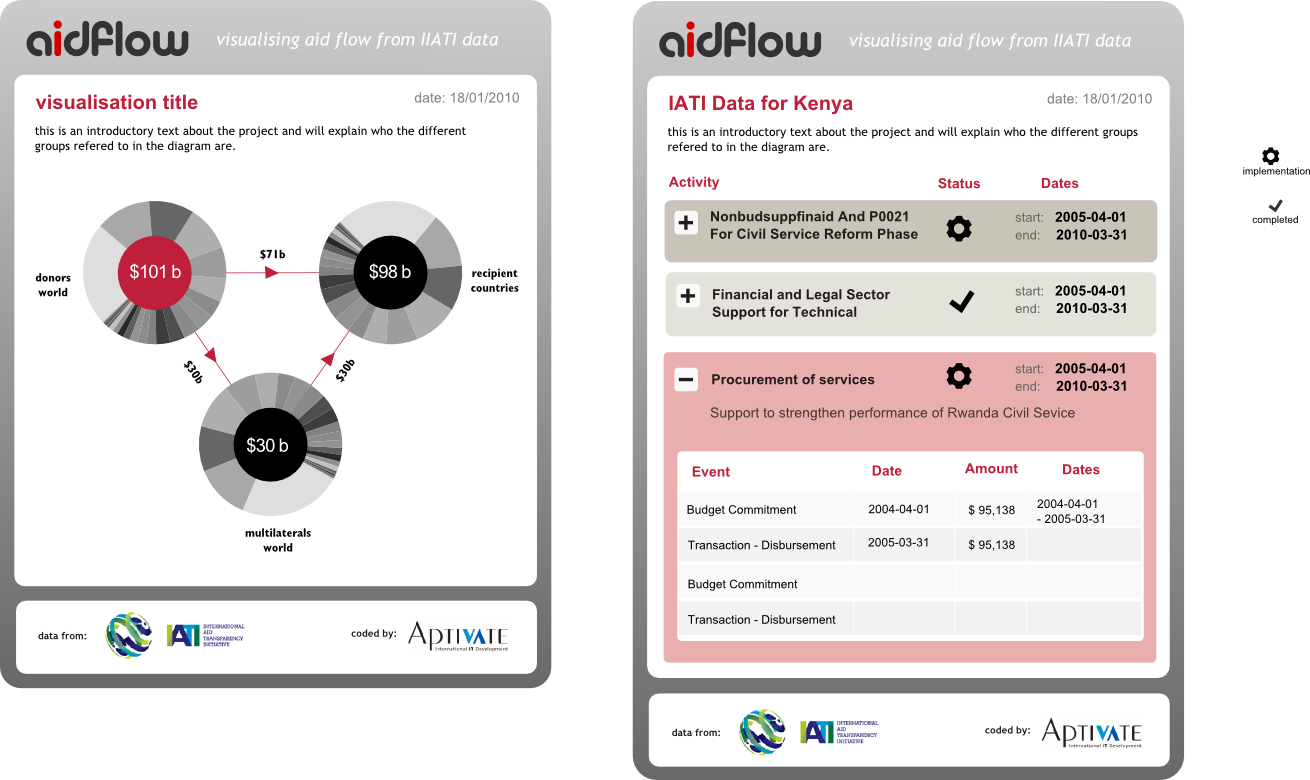 aidflow
visualising aid flow from IIATI data
visualisation title
date: 18/01/2010
this is an introductory text about the project and will explain who the different
groups refered to in the diagram are.
donors
world
$101 b
$71b
$98 b
recipient
countries
$30b
$30b
$30 b
multilaterals
world
data from:
IATI
INTERNATIONAL
AID
TRANSPARENCY
INITIATIVE
coded by:
APTIVATE
International IT Development
aidflow
visualising aid flow from IIATI data
IATI Data for Kenya
date: 18/01/2010
this is an introductory text about the project and will explain who the different groups
refered to in the diagram are.
Activity Status Dates
+ Nonbudsuppfinaid And P0021
For Civil Service Reform Phase
start: 2005-04-01
end: 2010-03-31
+ Financial and Legal Sector
Support for Technical
start: 2005-04-01
end: 2010-03-31
− Procurement of services
start: 2005-04-01
end: 2010-03-31
Support to strengthen performance of Rwanda Civil Sevice
Event Date Amount Dates
Budget Commitment 2004-04-01 $ 95,138 2004-04-01
- 2005-03-31
Transaction - Disbursement 2005-03-31 $ 95,138
Budget Commitment
Transaction - Disbursement
data from:
IATI
INTERNATIONAL
AID
TRANSPARENCY
INITIATIVE
coded by:
APTIVATE
International IT Development
implementation
completed